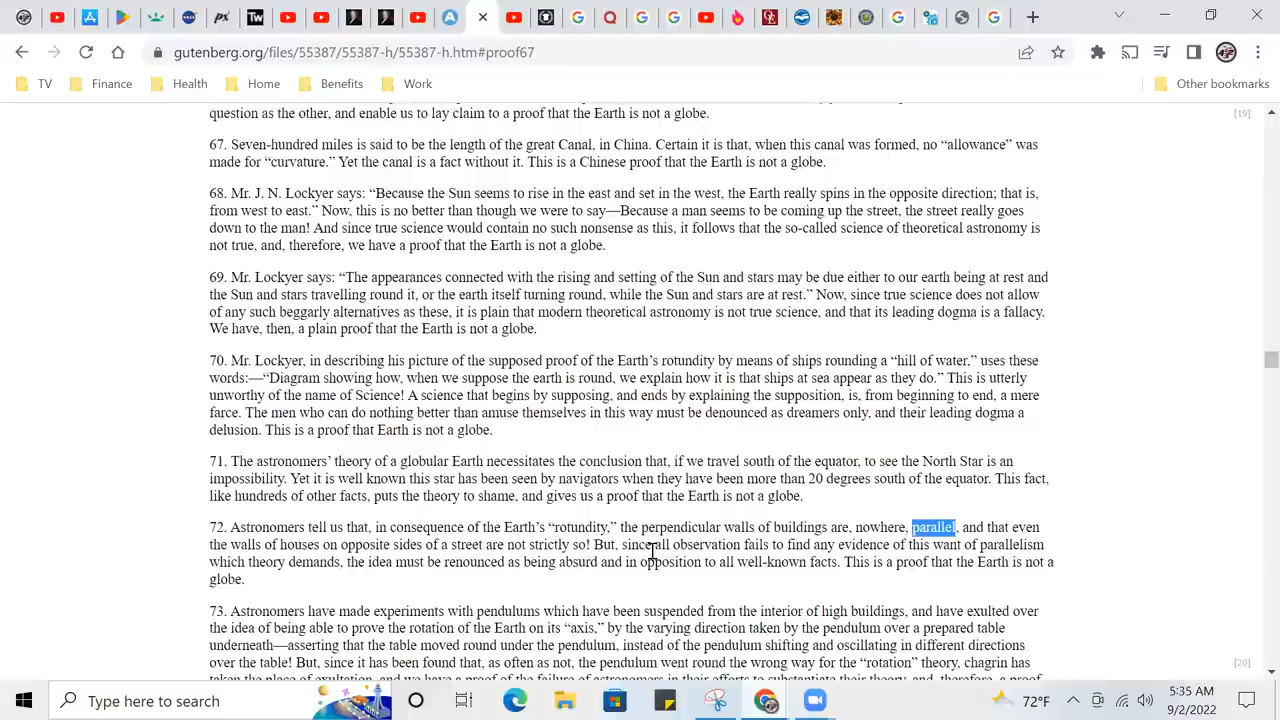 Tw
px
A
gutenberg.org/files/55387/55387-h/55387-h.htm#proof67
TV Finance Health Home Benefits Work Other bookmarks
question as the other, and enable us to lay claim to a proof that the Earth is not a globe. [19]
67. Seven-hundred miles is said to be the length of the great Canal, in China. Certain it is that, when this canal was formed, no “allowance” was
made for “curvature.” Yet the canal is a fact without it. This is a Chinese proof that the Earth is not a globe.
68. Mr. J. N. Lockyer says: “Because the Sun seems to rise in the east and set in the west, the Earth really spins in the opposite direction; that is,
from west to east.” Now, this is no better than though we were to say—Because a man seems to be coming up the street, the street really goes
down to the man! And since true science would contain no such nonsense as this, it follows that the so-called science of theoretical astronomy is
not true, and, therefore, we have a proof that the Earth is not a globe.
69. Mr. Lockyer says: “The appearances connected with the rising and setting of the Sun and stars may be due either to our earth being at rest and
the Sun and stars travelling round it, or the earth itself turning round, while the Sun and stars are at rest.” Now, since true science does not allow
of any such beggarly alternatives as these, it is plain that modern theoretical astronomy is not true science, and that its leading dogma is a fallacy.
We have, then, a plain proof that the Earth is not a globe.
70. Mr. Lockyer, in describing his picture of the supposed proof of the Earth’s rotundity by means of ships rounding a “hill of water,” uses these
words:—“Diagram showing how, when we suppose the earth is round, we explain how it is that ships at sea appear as they do.” This is utterly
unworthy of the name of Science! A science that begins by supposing, and ends by explaining the supposition, is, from beginning to end, a mere
farce. The men who can do nothing better than amuse themselves in this way must be denounced as dreamers only, and their leading dogma a
delusion. This is a proof that Earth is not a globe.
71. The astronomers’ theory of a globular Earth necessitates the conclusion that, if we travel south of the equator, to see the North Star is an
impossibility. Yet it is well known this star has been seen by navigators when they have been more than 20 degrees south of the equator. This fact,
like hundreds of other facts, puts the theory to shame, and gives us a proof that the Earth is not a globe.
72. Astronomers tell us that, in consequence of the Earth’s “rotundity,” the perpendicular walls of buildings are, nowhere, parallel, and that even
the walls of houses on opposite sides of a street are not strictly so! But, since all observation fails to find any evidence of this want of parallelism
which theory demands, the idea must be renounced as being absurd and in opposition to all well-known facts. This is a proof that the Earth is not a
globe.
73. Astronomers have made experiments with pendulums which have been suspended from the interior of high buildings, and have exulted over
the idea of being able to prove the rotation of the Earth on its “axis,” by the varying direction taken by the pendulum over a prepared table
underneath—asserting that the table moved round under the pendulum, instead of the pendulum shifting and oscillating in different directions
over the table! But, since it has been found that, as often as not, the pendulum went round the wrong way for the “rotation” theory, chagrin has [20]
taken the place of exultation, and we have a proof of the failure of astronomers in their efforts to substantiate their theory, and, therefore, a proof
Type here to search
72°F
5:35 AM
9/2/2022